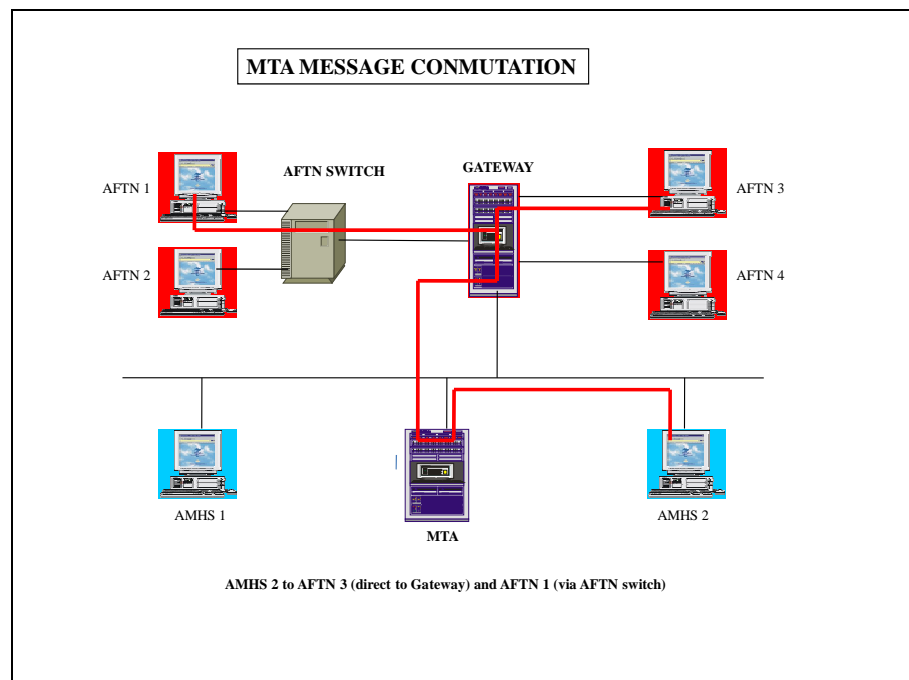 MTA MESSAGE CONMUTATION
AFTN SWITCH
GATEWAY
AFTN 1
AFTN 3
AFTN 2
AFTN 4
AMHS 1
AMHS 2
MTA
AMHS 2 to AFTN 3 (direct to Gateway) and AFTN 1 (via AFTN switch)